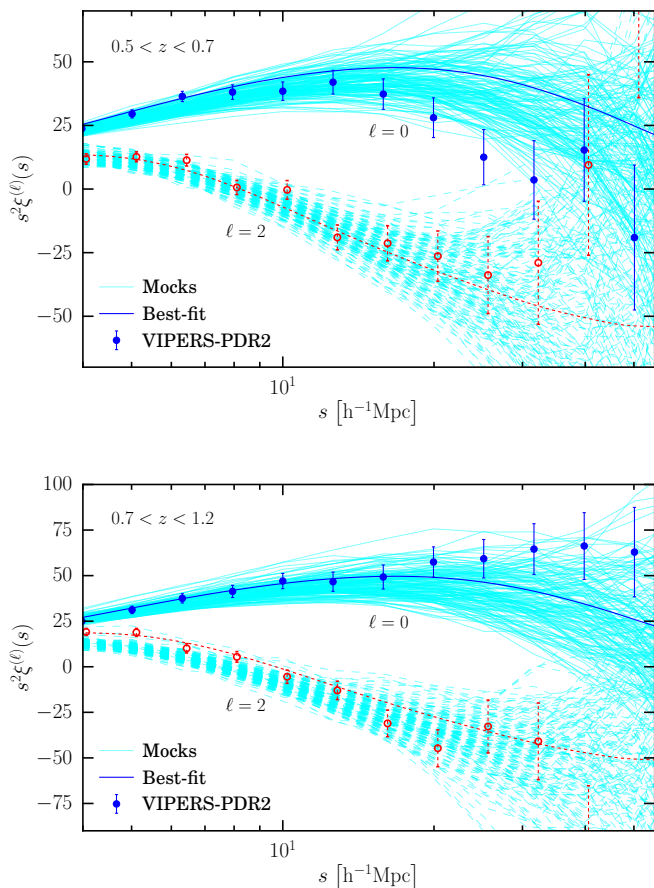 50
25
0
−25
−50
s²ξ⁽ℓ⁾(s)
0.5 < z < 0.7
ℓ = 0
ℓ = 2
Mocks
Best-fit
VIPERS-PDR2
10¹
s [h⁻¹Mpc]
100
75
50
25
0
−25
−50
−75
s²ξ⁽ℓ⁾(s)
0.7 < z < 1.2
ℓ = 0
ℓ = 2
Mocks
Best-fit
VIPERS-PDR2
10¹
s [h⁻¹Mpc]